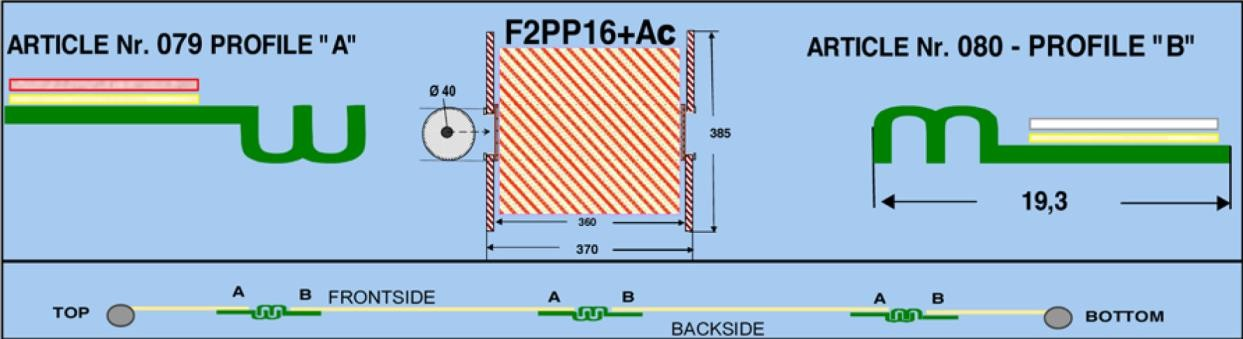 F2PP16+Ac
ARTICLE Nr. 079 PROFILE "A"
ARTICLE Nr. 080 - PROFILE "B"
Ø 40
385
19,3
360
370
A B FRONTSIDE A B A B
TOP
BOTTOM
BACKSIDE